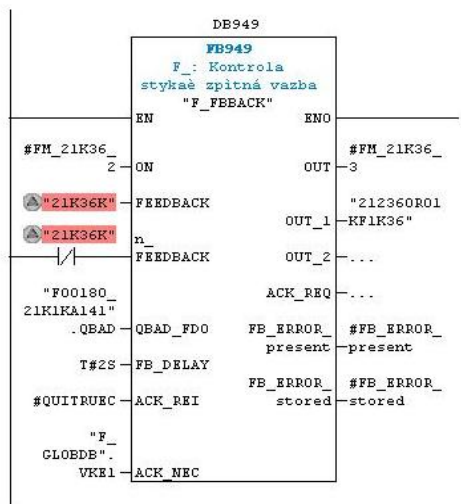 DB949
FB949
F_: Kontrola
stykaè zpìtná vazba
"F_FBBACK"
EN ENO
#FM_21K36_
2 ON
OUT #FM_21K36_
3
"21K36K" FEEDBACK
OUT_1 "212360R01
KF1K36"
"21K36K" n_
FEEDBACK
OUT_2 ...
ACK_REQ ...
"F00180_
21K1KA141"
.QBAD QBAD_FDO
FB_ERROR_ #FB_ERROR_
present present
T#2S FB_DELAY
FB_ERROR_ #FB_ERROR_
stored stored
#QUITRUEC ACK_REI
"F_
GLOBDB".
VKE1 ACK_NEC